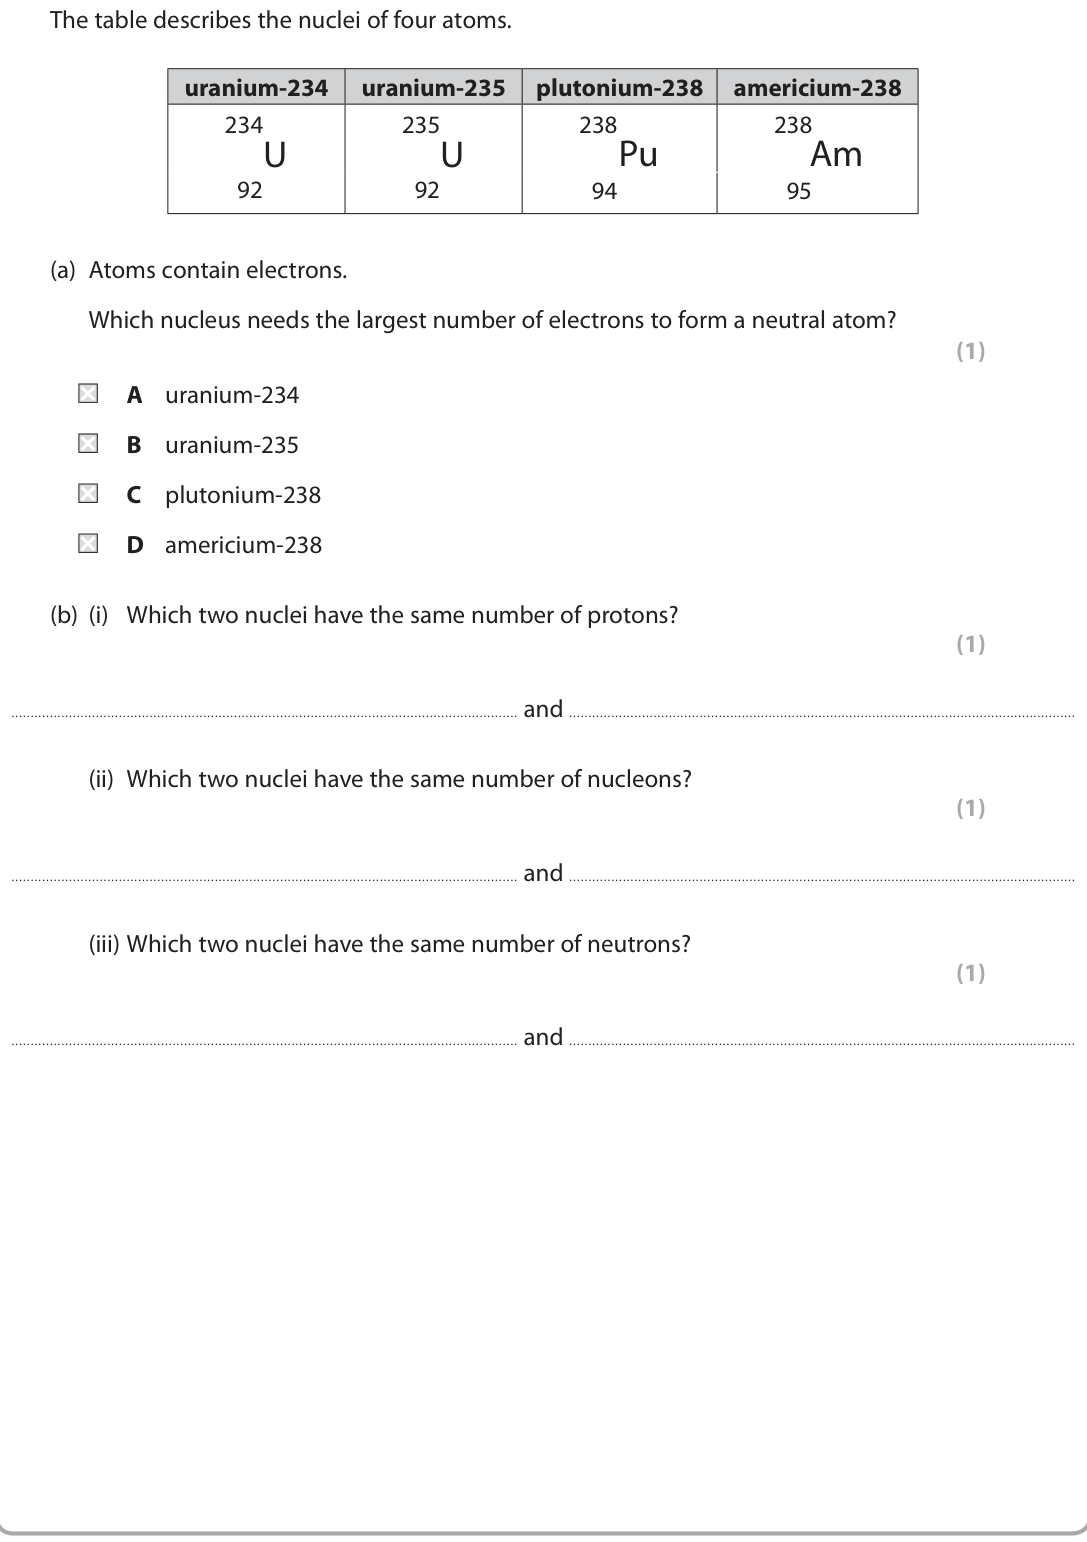 The table describes the nuclei of four atoms.
uranium-234 uranium-235 plutonium-238 americium-238
234 235 238 238
U U Pu Am
92 92 94 95
(a) Atoms contain electrons.
Which nucleus needs the largest number of electrons to form a neutral atom?
(1)
A uranium-234
B uranium-235
C plutonium-238
D americium-238
(b) (i) Which two nuclei have the same number of protons?
(1)
and
(ii) Which two nuclei have the same number of nucleons?
(1)
and
(iii) Which two nuclei have the same number of neutrons?
(1)
and